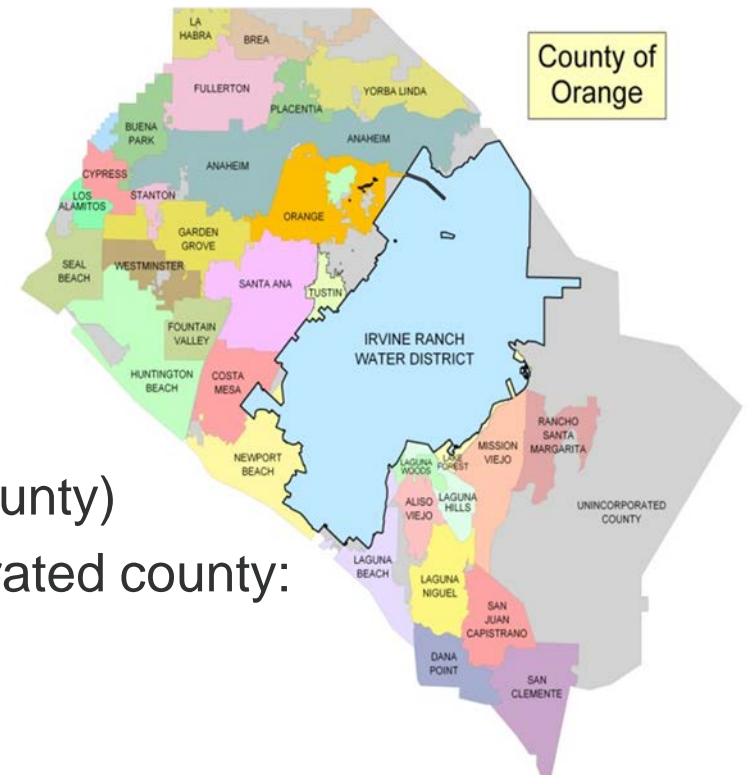 LA
HABRA
BREA
County of
Orange
FULLERTON
YORBA LINDA
PLACENTIA
BUENA
PARK
ANAHEIM
ANAHEIM
CYPRESS
LOS
ALAMITOS
STANTON
ORANGE
GARDEN
GROVE
SEAL
BEACH
WESTMINSTER
SANTA ANA
TUSTIN
FOUNTAIN
VALLEY
IRVINE RANCH
WATER DISTRICT
HUNTINGTON
BEACH
COSTA
MESA
NEWPORT
BEACH
LAGUNA
WOODS
LAKE
FOREST
MISSION
VIEJO
RANCHO
SANTA
MARGARITA
ALISO
VIEJO
LAGUNA
HILLS
UNINCORPORATED
COUNTY
unty)
rated county:
LAGUNA
BEACH
LAGUNA
NIGUEL
SAN
JUAN
CAPISTRANO
DANA
POINT
SAN
CLEMENTE